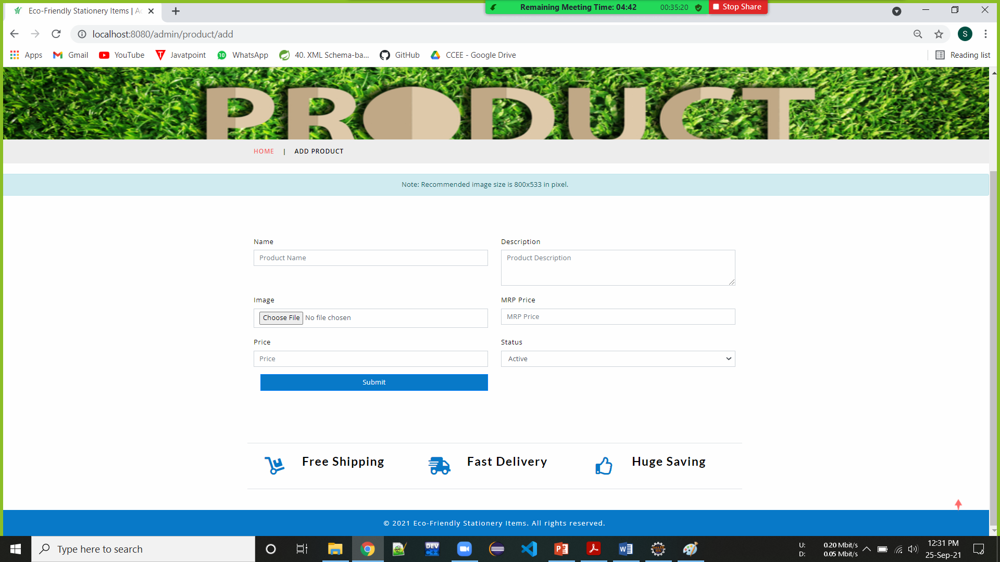 Eco-Friendly Stationery Items | Ac
Remaining Meeting Time: 04:42
00:35:20
Stop Share
localhost:8080/admin/product/add
S
Apps
Gmail
YouTube
Javatpoint
10
WhatsApp
40. XML Schema-ba...
GitHub
CCEE - Google Drive
Reading list
PRODUCT
HOME | ADD PRODUCT
Note: Recommended image size is 800x533 in pixel.
Name
Description
Product Name
Product Description
Image
MRP Price
Choose File No file chosen
MRP Price
Price
Status
Price
Active
Submit
Free Shipping
Fast Delivery
Huge Saving
© 2021 Eco-Friendly Stationery Items. All rights reserved.
Type here to search
DEV
U: 0.20 Mbit/s
D: 0.05 Mbit/s
12:31 PM
25-Sep-21